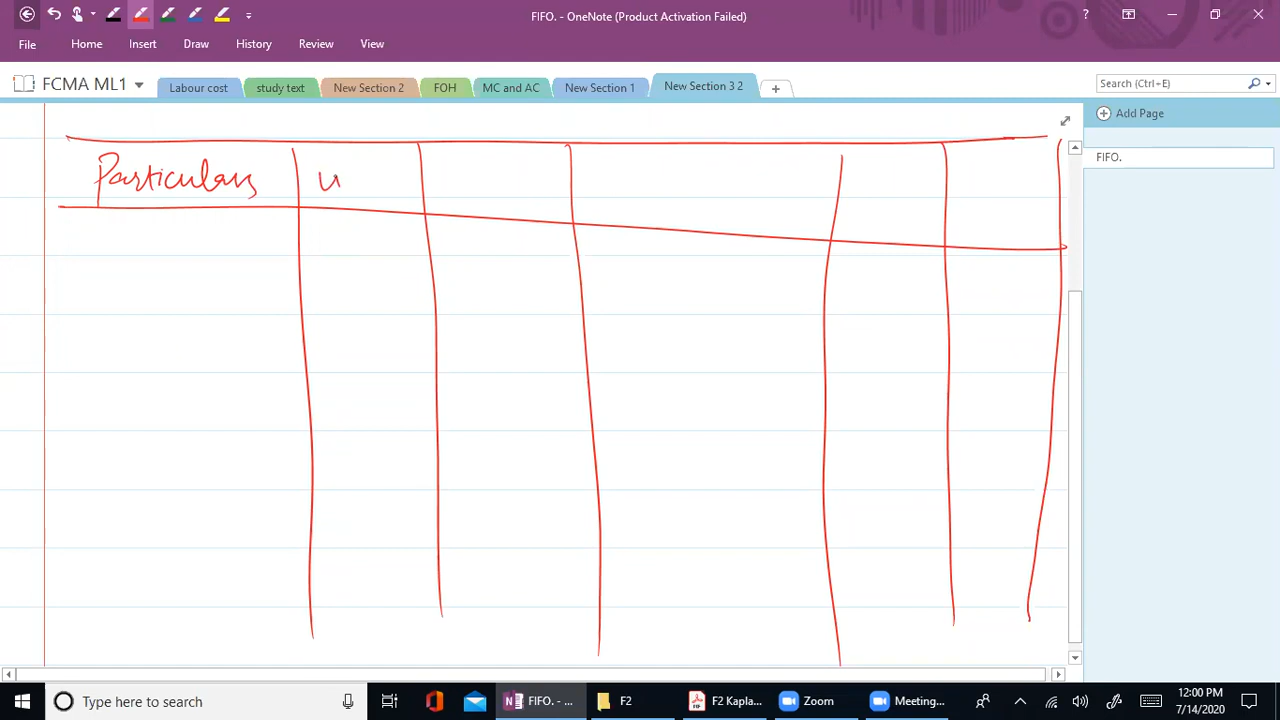 FIFO. - OneNote (Product Activation Failed)
?
File Home Insert Draw History Review View
FCMA ML1
Labour cost study text New Section 2 FOH MC and AC New Section 1 New Section 3 2 +
Search (Ctrl+E)
Add Page
FIFO.
Particulars u
Type here to search
FIFO. - ...
F2
F2 Kapla...
Zoom
Meeting...
12:00 PM
7/14/2020